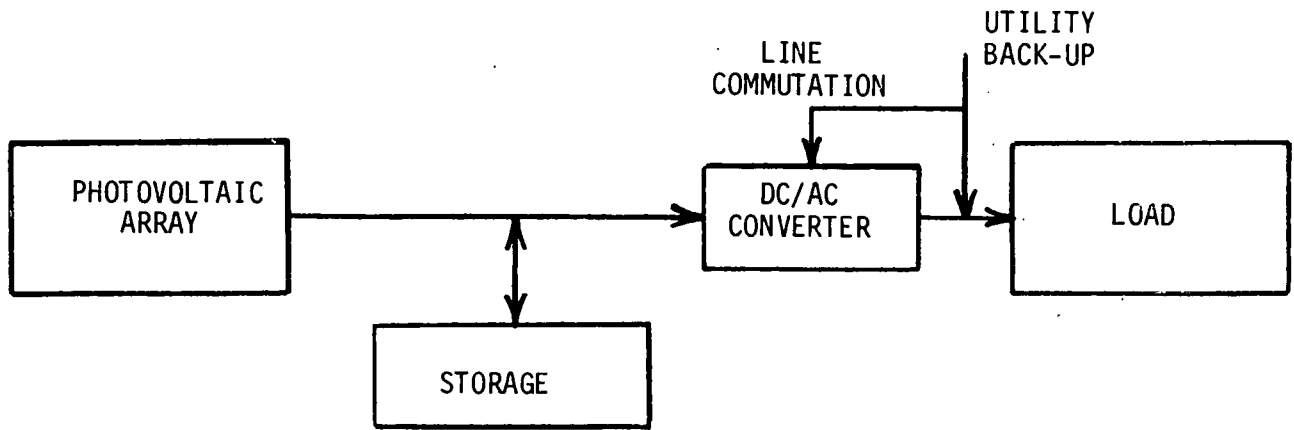 UTILITY
BACK-UP
LINE
COMMUTATION
PHOTOVOLTAIC
ARRAY
DC/AC
CONVERTER
LOAD
STORAGE